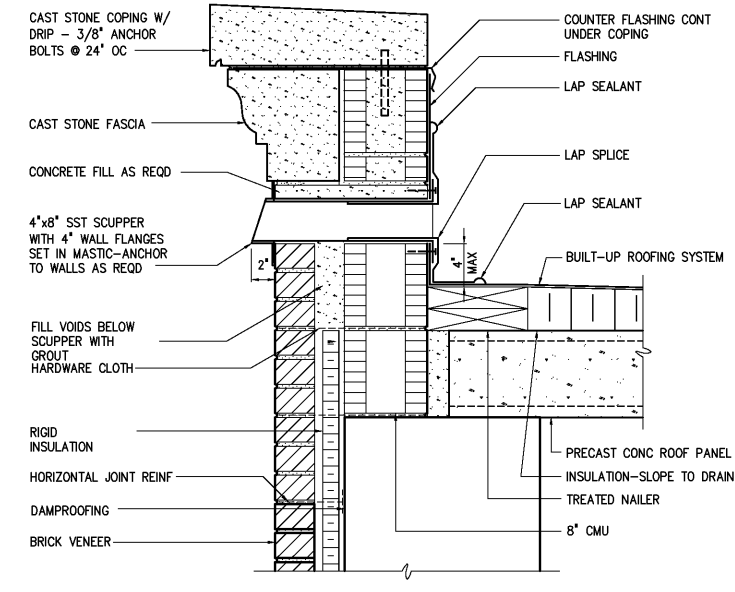 CAST STONE COPING W/
DRIP - 3/8" ANCHOR
BOLTS @ 24" OC
CAST STONE FASCIA
CONCRETE FILL AS REQD
4"x8" SST SCUPPER
WITH 4" WALL FLANGES
SET IN MASTIC-ANCHOR
TO WALLS AS REQD
2"
FILL VOIDS BELOW
SCUPPER WITH
GROUT
HARDWARE CLOTH
RIGID
INSULATION
HORIZONTAL JOINT REINF
DAMPROOFING
BRICK VENEER
COUNTER FLASHING CONT
UNDER COPING
FLASHING
LAP SEALANT
LAP SPLICE
LAP SEALANT
4"
MAX
BUILT-UP ROOFING SYSTEM
PRECAST CONC ROOF PANEL
INSULATION-SLOPE TO DRAIN
TREATED NAILER
8" CMU